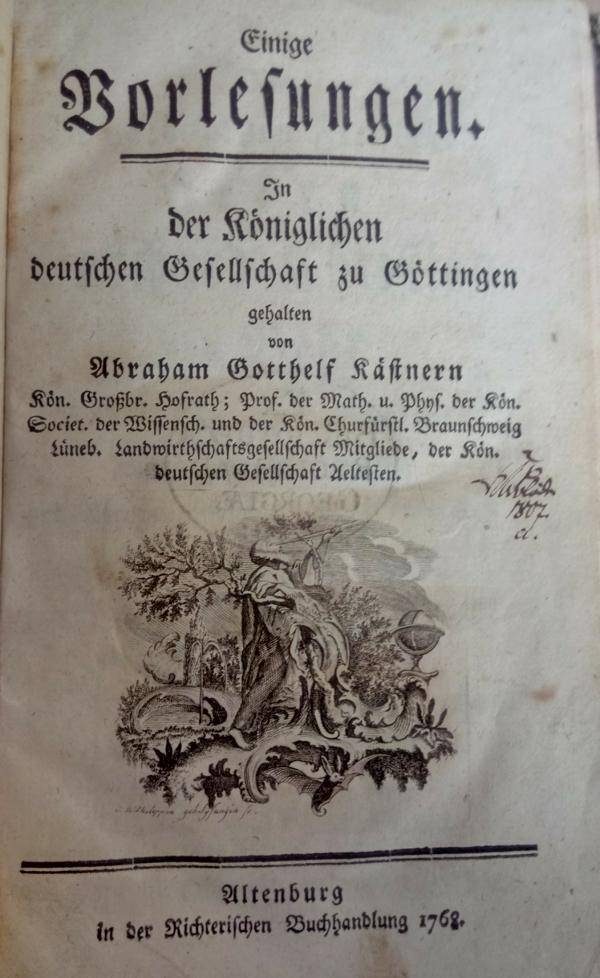 Einige
Vorlesungen.
In
der Königlichen
deutschen Gesellschaft zu Göttingen
gehalten
von
Abraham Gotthelf Kästnern
Kön. Großbr. Hofrath; Prof. der Math. u. Phys. der Kön.
Societ. der Wissensch. und der Kön. Churfürstl. Braunschweig
Lüneb. Landwirthschaftsgesellschaft Mitgliede, der Kön.
deutschen Gesellschaft Aeltesten.
1807.
d.
GEORGIÆ
Altenburg
in der Richterischen Buchhandlung 1768.